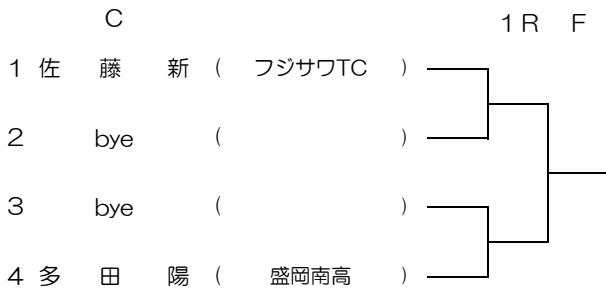 C 1R F
1 佐藤新 ( フジサワTC )
2 bye ( )
3 bye ( )
4 多田陽 ( 盛岡南高 )